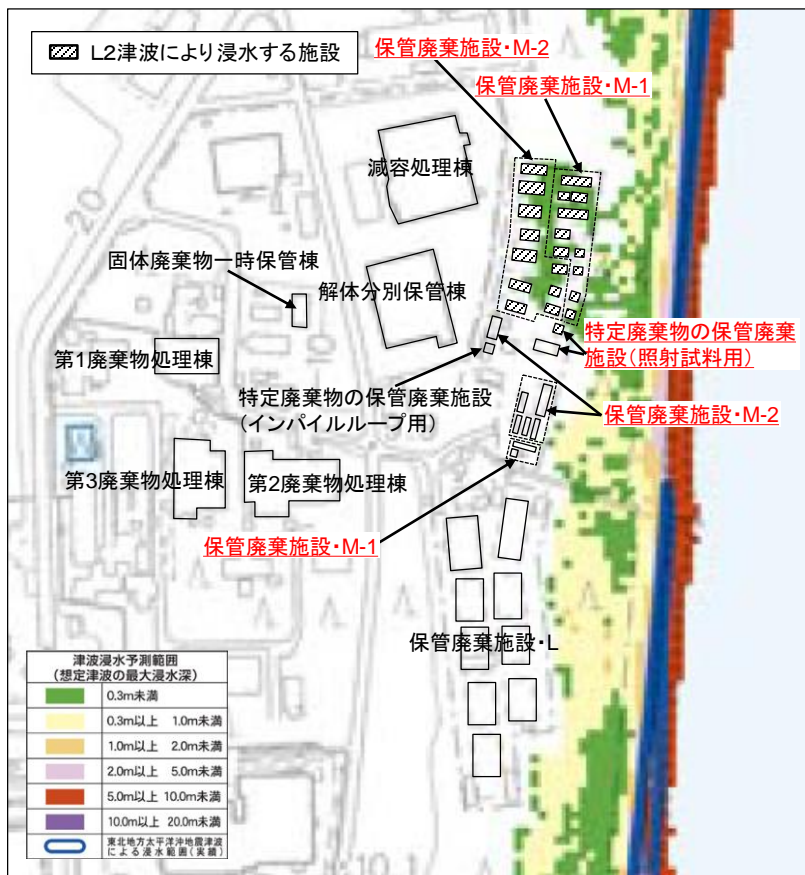 L2津波により浸水する施設
保管廃棄施設・M-2
保管廃棄施設・M-1
減容処理棟
20
固体廃棄物一時保管棟
解体分別保管棟
特定廃棄物の保管廃棄
施設(照射試料用)
第1廃棄物処理棟
特定廃棄物の保管廃棄施設
(インパイルループ用)
保管廃棄施設・M-2
第3廃棄物処理棟
第2廃棄物処理棟
保管廃棄施設・M-1
保管廃棄施設・L
津波浸水予測範囲
(想定津波の最大浸水深)
0.3m未満
0.3m以上 1.0m未満
1.0m以上 2.0m未満
2.0m以上 5.0m未満
5.0m以上 10.0m未満
10.0m以上 20.0m未満
東北地方太平洋沖地震津波
による浸水範囲(実績)
10.1